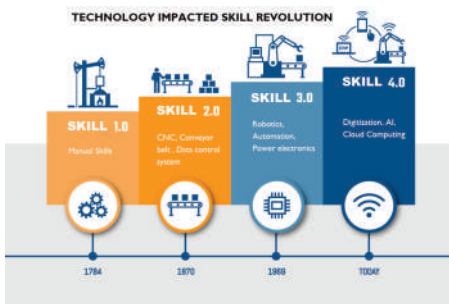 TECHNOLOGY IMPACTED SKILL REVOLUTION
SKILL 1.0
Manual Skills
SKILL 2.0
CNC, Conveyor
belt , Data control
system
SKILL 3.0
Robotics,
Automation,
Power electronics
SKILL 4.0
Digitization, AI,
Cloud Computing
1784
1870
1969
TODAY